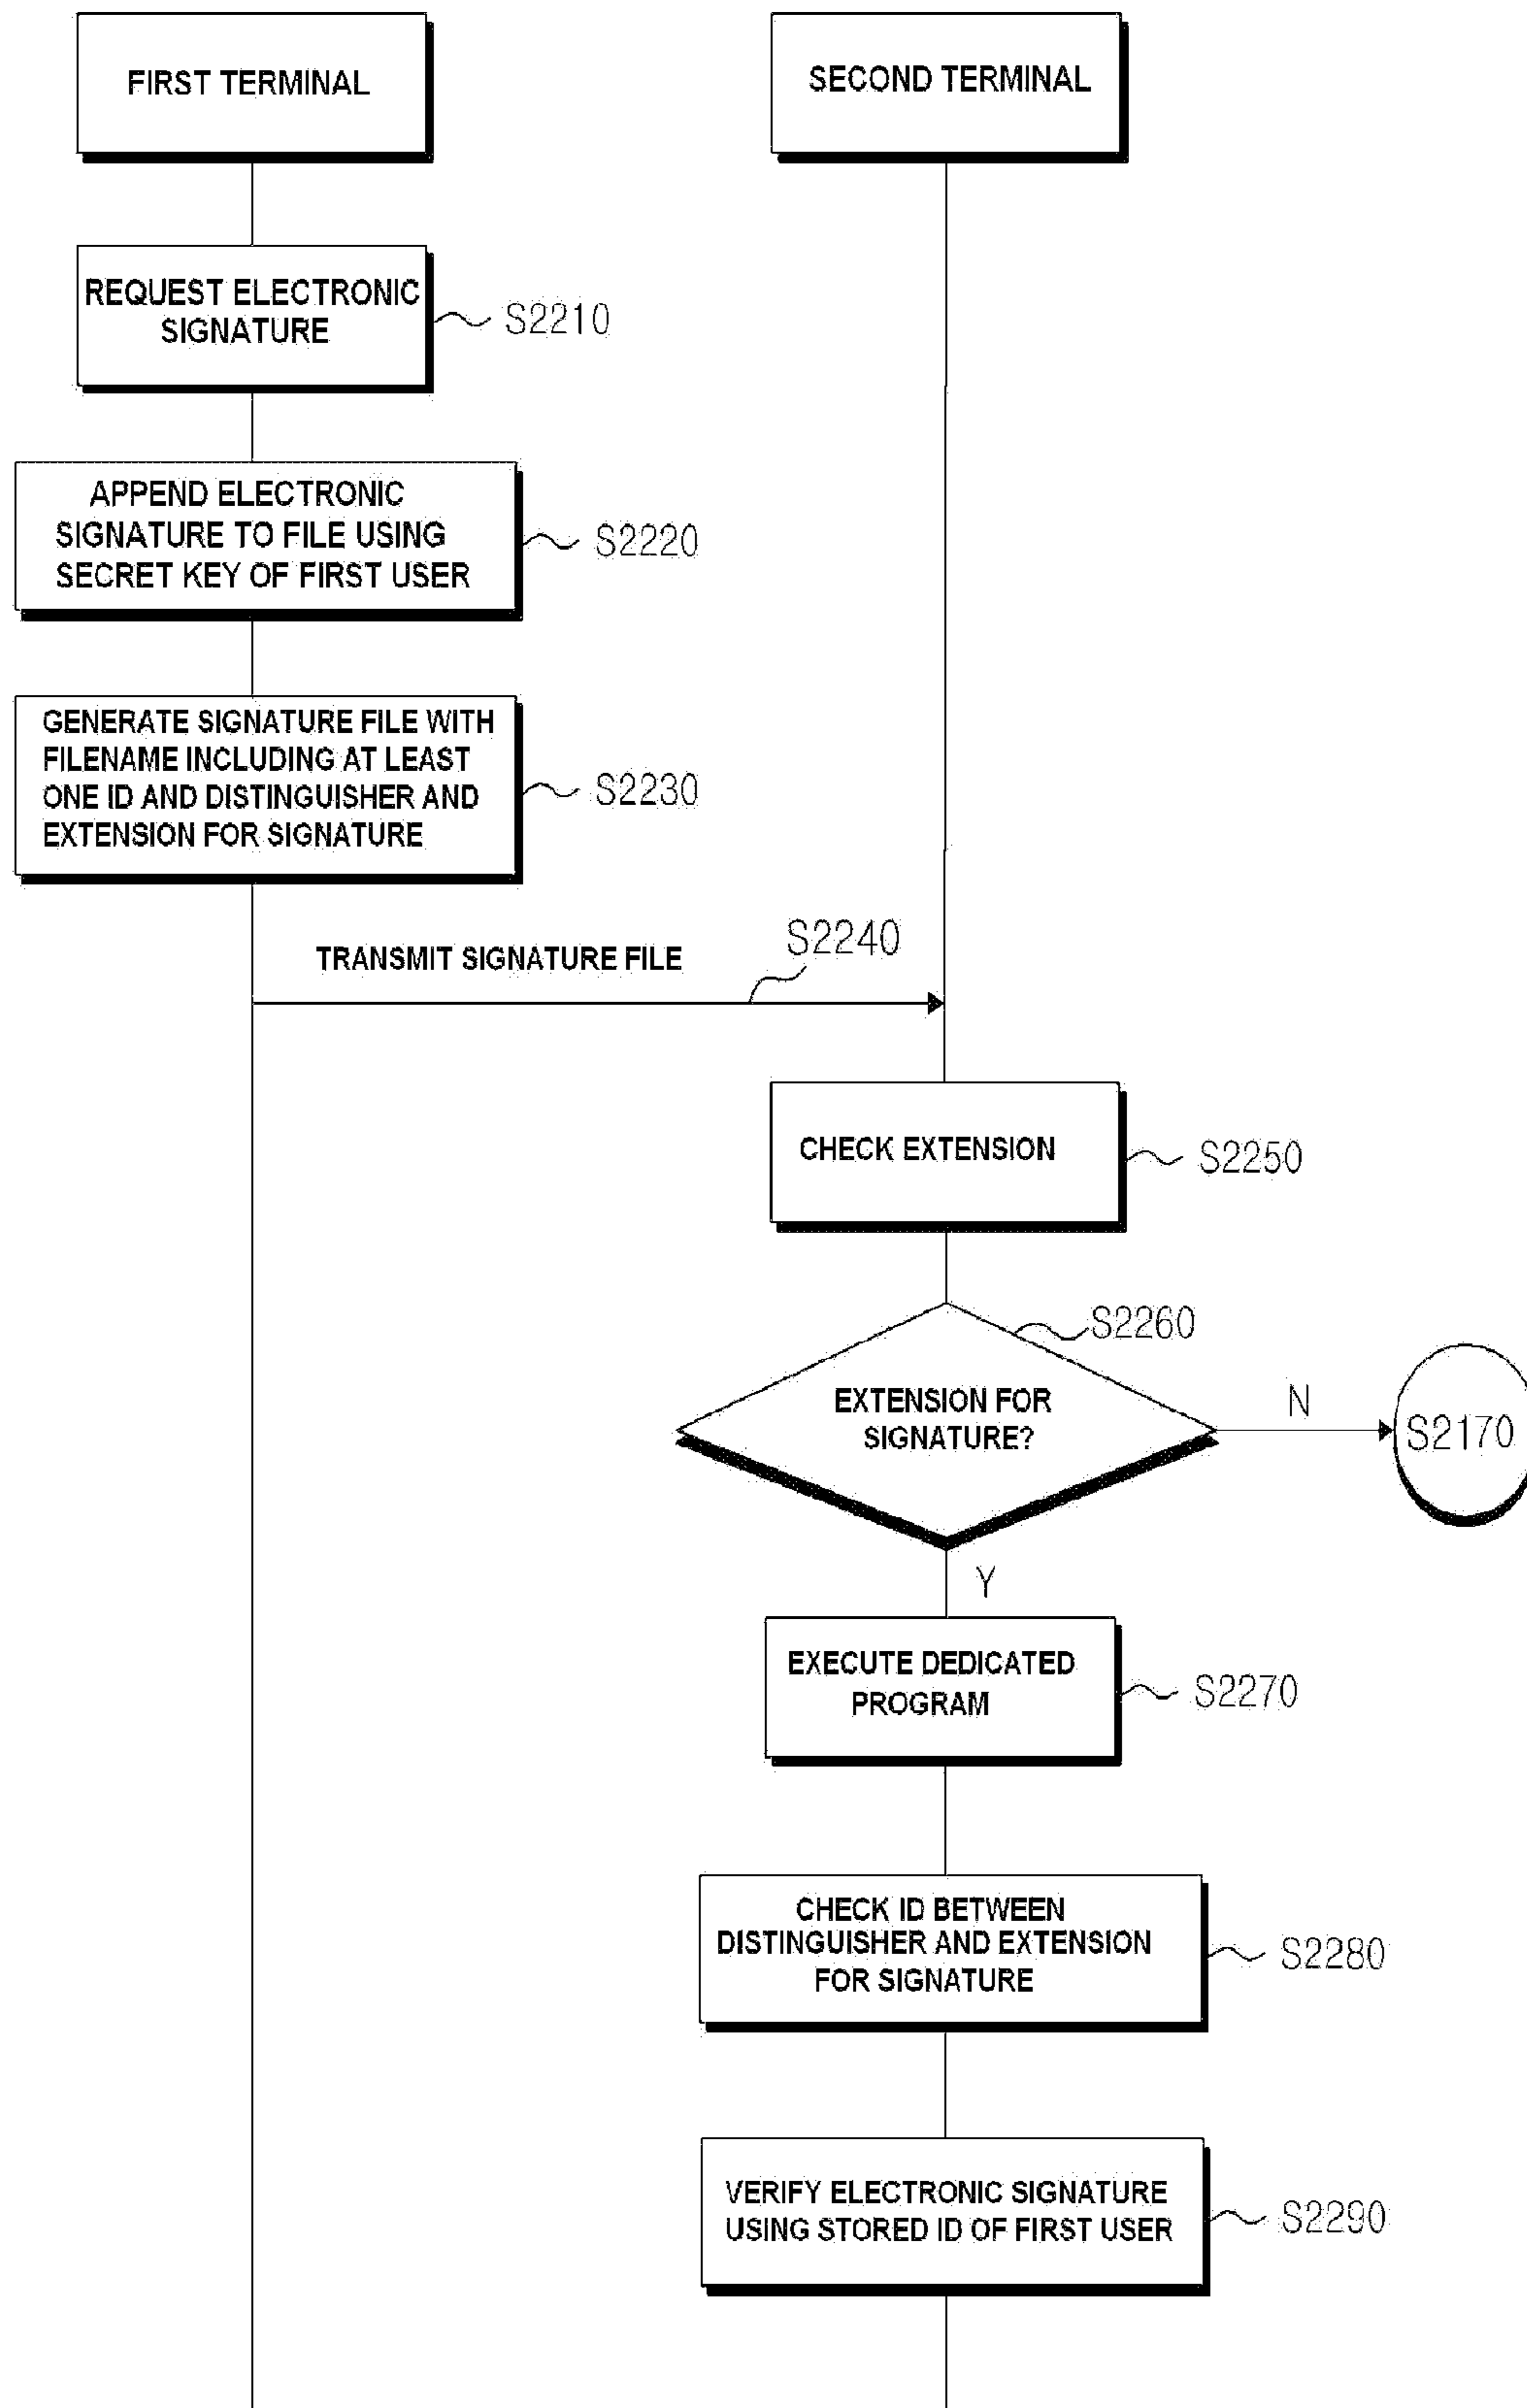 FIRST TERMINAL
SECOND TERMINAL
REQUEST ELECTRONIC
SIGNATURE
S2210
APPEND ELECTRONIC
SIGNATURE TO FILE USING
SECRET KEY OF FIRST USER
S2220
GENERATE SIGNATURE FILE WITH
FILENAME INCLUDING AT LEAST
ONE ID AND DISTINGUISHER AND
EXTENSION FOR SIGNATURE
S2230
TRANSMIT SIGNATURE FILE
S2240
CHECK EXTENSION
S2250
S2260
EXTENSION FOR
SIGNATURE?
N
S2170
Y
EXECUTE DEDICATED
PROGRAM
S2270
CHECK ID BETWEEN
DISTINGUISHER AND EXTENSION
FOR SIGNATURE
S2280
VERIFY ELECTRONIC SIGNATURE
USING STORED ID OF FIRST USER
S2290